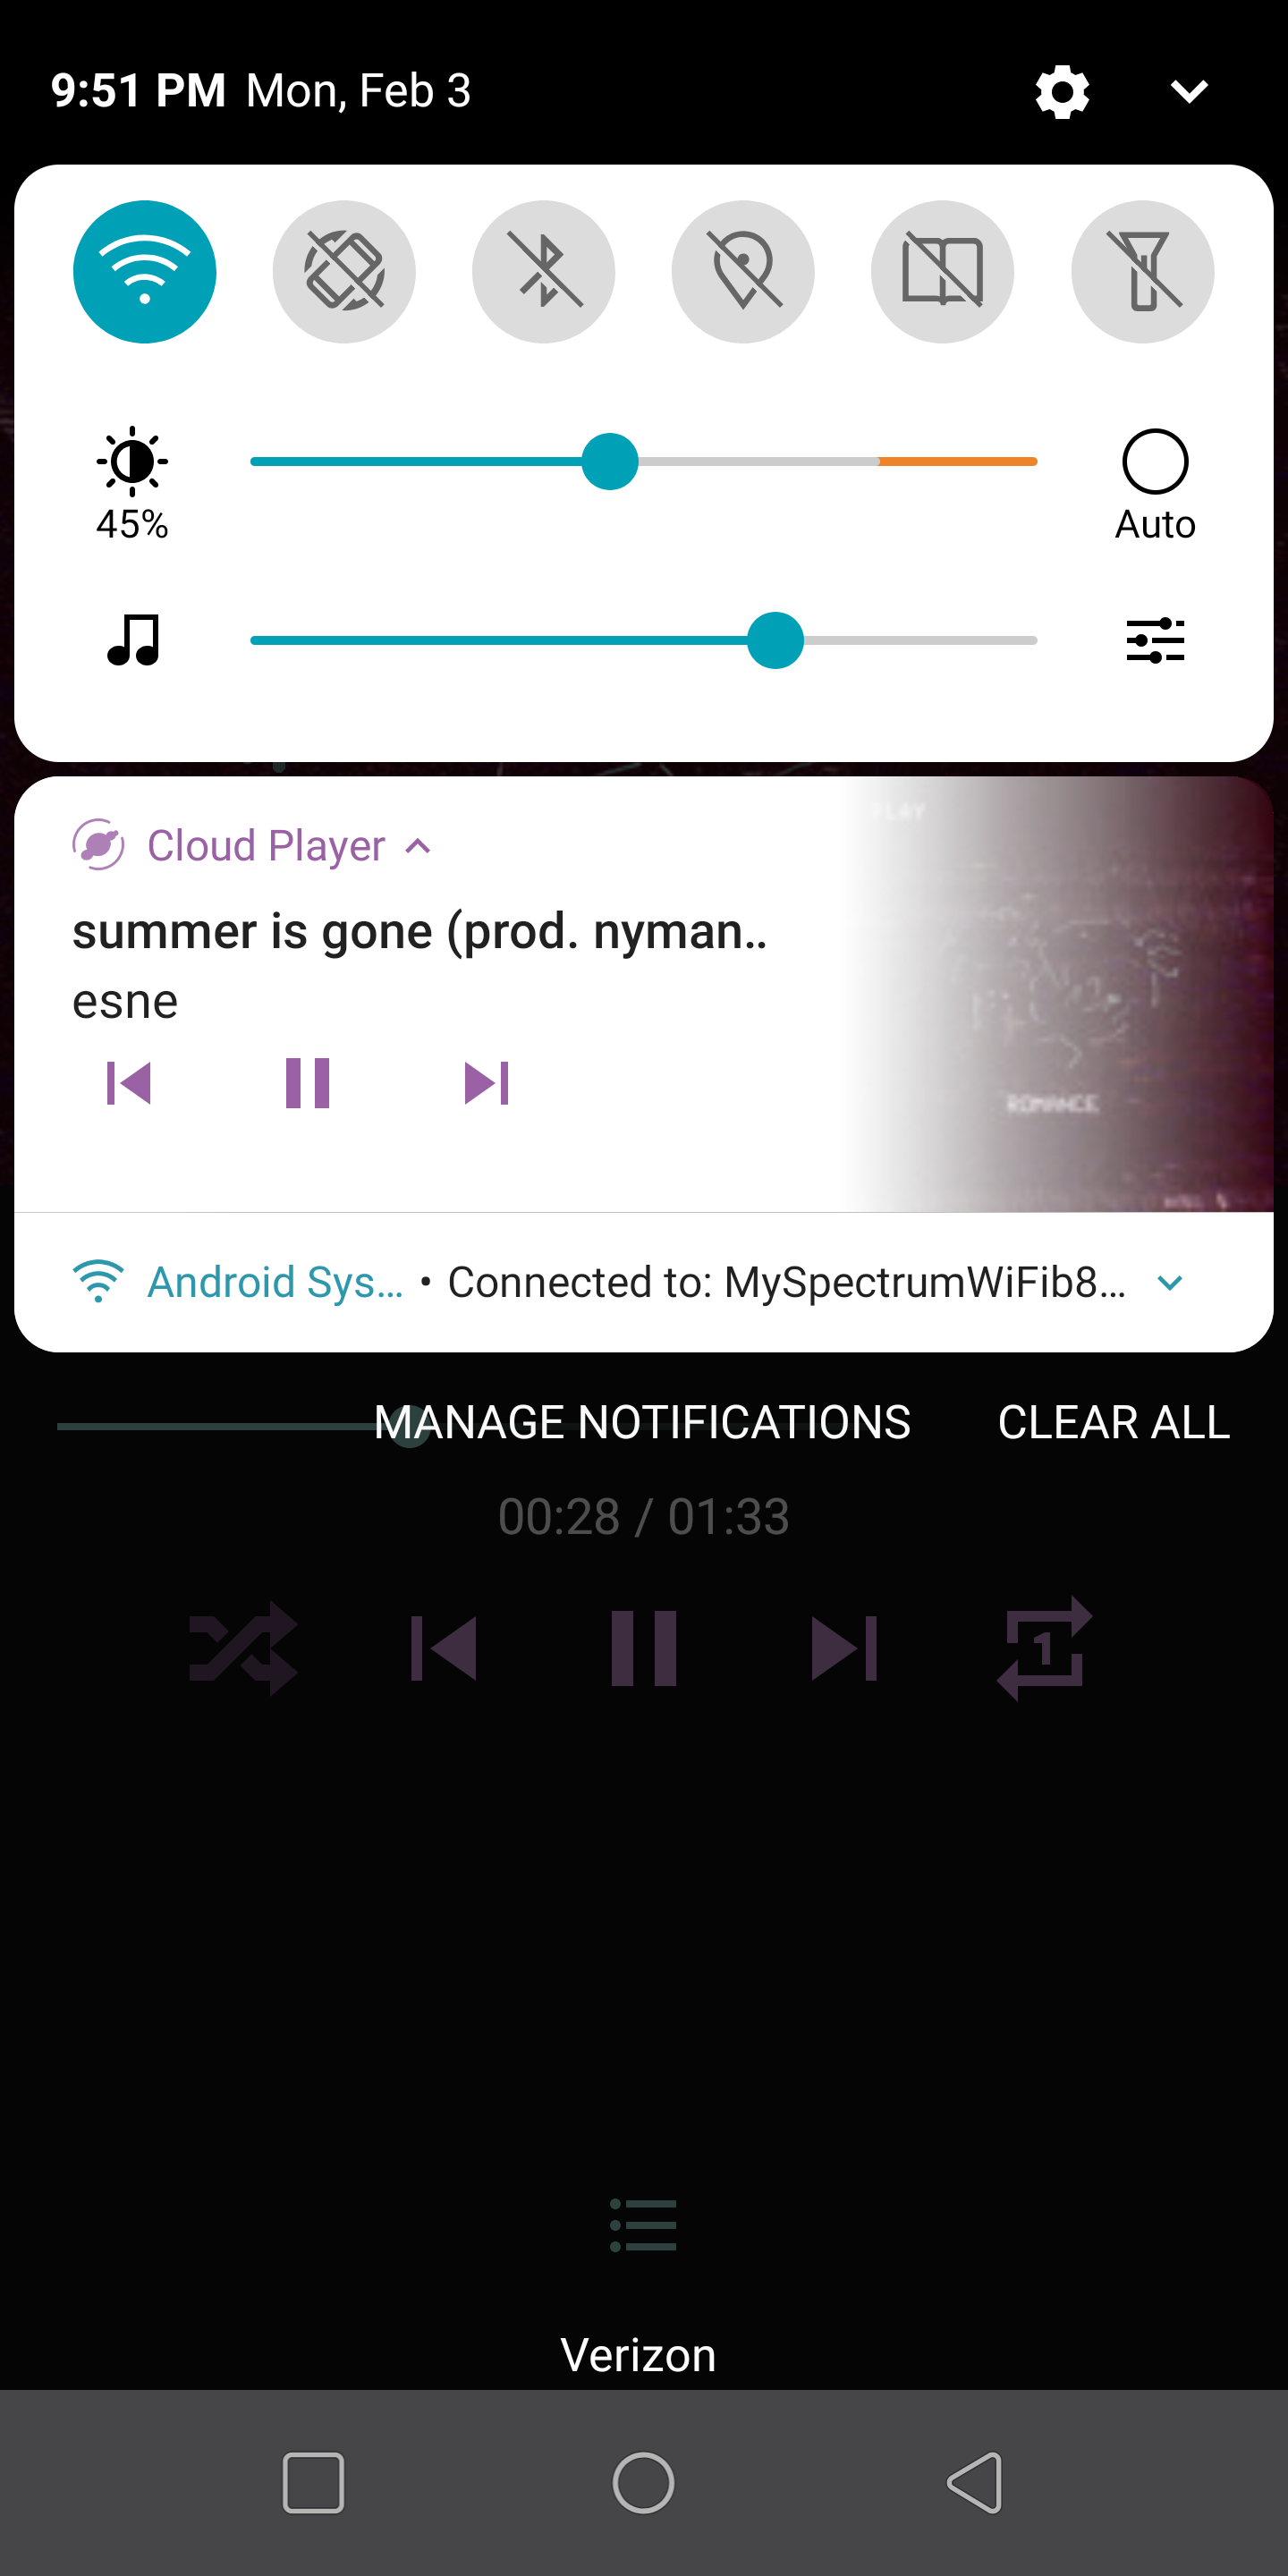 9:51 PM Mon, Feb 3
45%
Auto
Cloud Player
PLAY
summer is gone (prod. nyman..
esne
ROMANCE
Android Sys... • Connected to: MySpectrumWiFib8...
MANAGE NOTIFICATIONS CLEAR ALL
00:28 / 01:33
1
Verizon